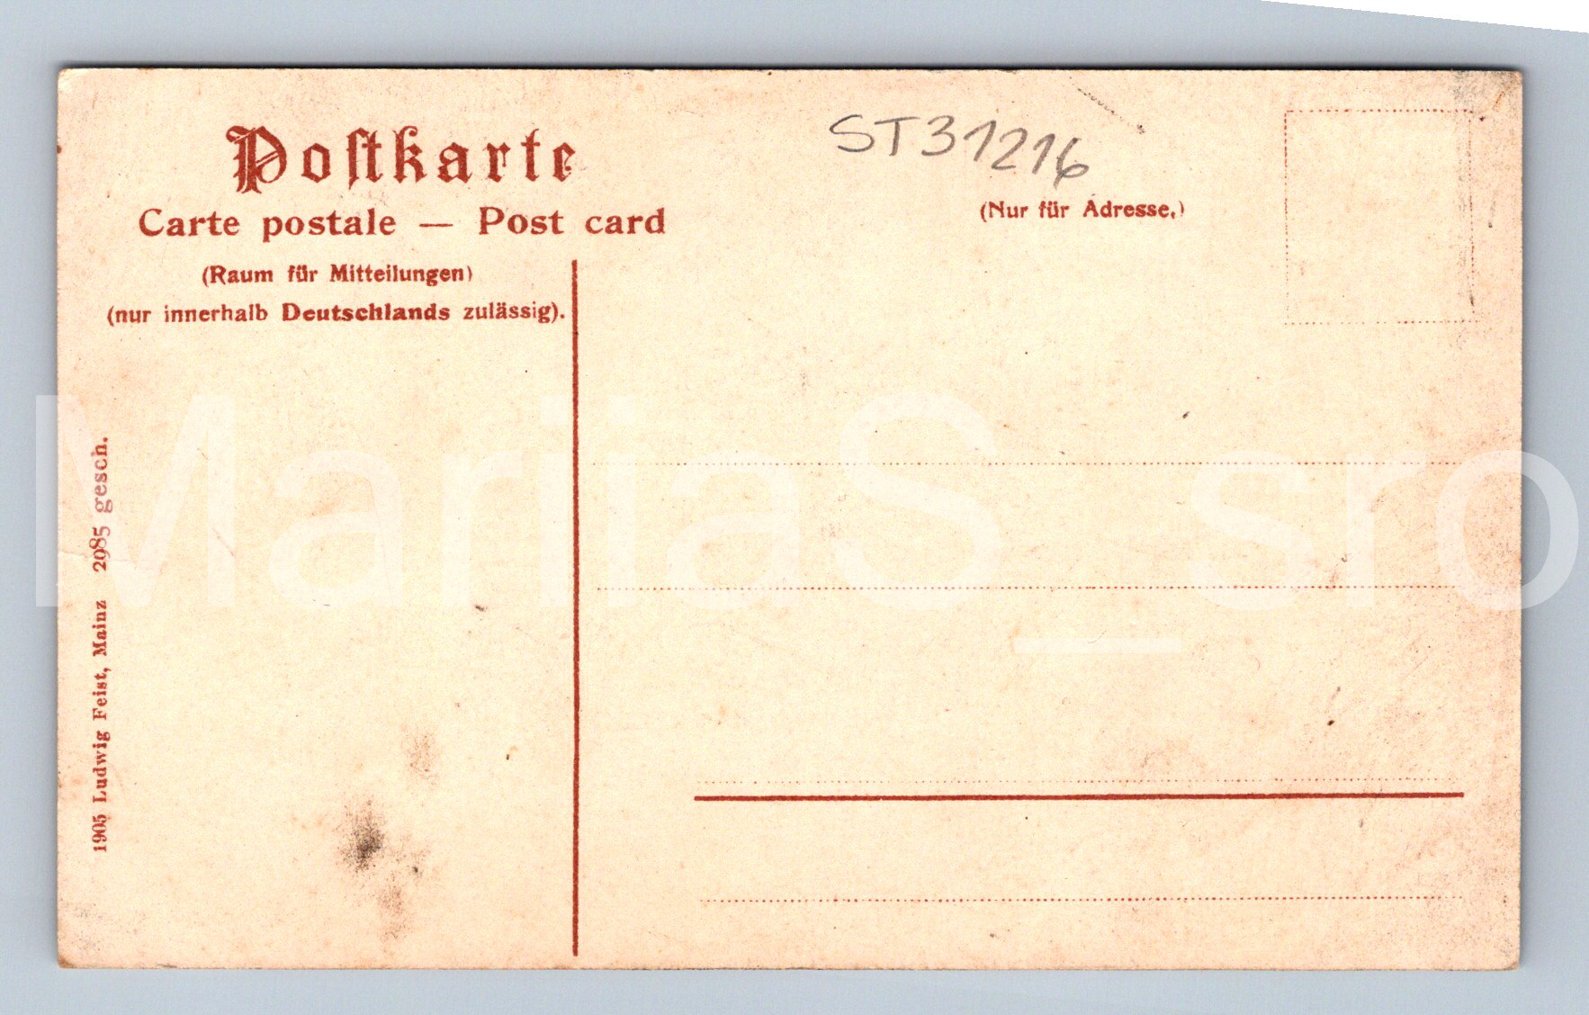 Postkarte
Carte postale — Post card
(Raum für Mitteilungen)
(nur innerhalb Deutschlands zulässig).
ST31216
(Nur für Adresse.)
1905 Ludwig Feist, Mainz 2085 gesch.
MariiaS_sro